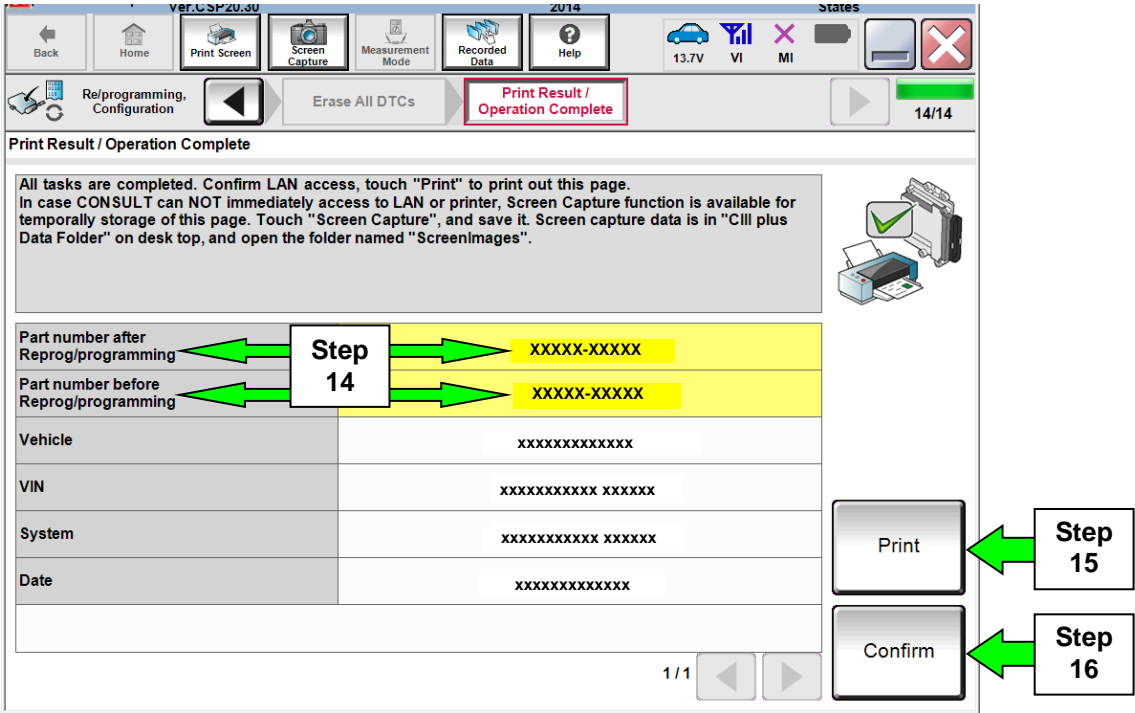 Ver.CSP20.30 2014 States
Back
Home
Print Screen
Screen
Capture
Measurement
Mode
Recorded
Data
Help
13.7V
VI
MI
Re/programming,
Configuration
Erase All DTCs
Print Result /
Operation Complete
14/14
Print Result / Operation Complete
All tasks are completed. Confirm LAN access, touch "Print" to print out this page.
In case CONSULT can NOT immediately access to LAN or printer, Screen Capture function is available for
temporally storage of this page. Touch "Screen Capture", and save it. Screen capture data is in "CIII plus
Data Folder" on desk top, and open the folder named "ScreenImages".
Part number after
Reprog/programming
XXXXX-XXXXX
Step
14
Part number before
Reprog/programming
XXXXX-XXXXX
Vehicle
xxxxxxxxxxxxx
VIN
xxxxxxxxxxx xxxxxx
System
xxxxxxxxxxx xxxxxx
Date
xxxxxxxxxxxxx
Print
Step
15
Confirm
Step
16
1/1